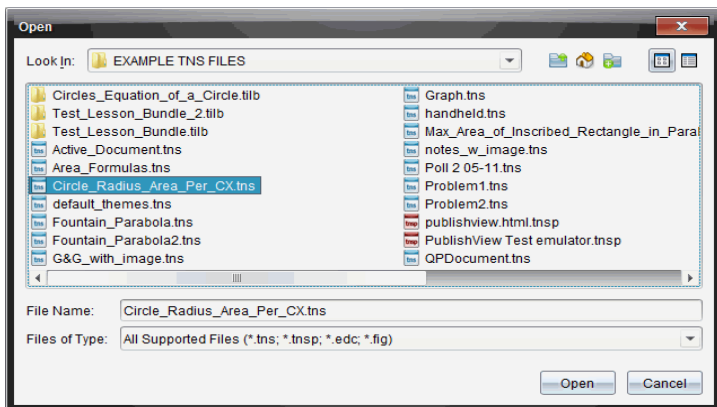 Open
Look In: EXAMPLE TNS FILES
Circles_Equation_of_a_Circle.tilb
Test_Lesson_Bundle_2.tilb
Test_Lesson_Bundle.tilb
Active_Document.tns
Area_Formulas.tns
Circle_Radius_Area_Per_CX.tns
default_themes.tns
Fountain_Parabola.tns
Fountain_Parabola2.tns
G&G_with_image.tns
Graph.tns
handheld.tns
Max_Area_of_Inscribed_Rectangle_in_Paral
notes_w_image.tns
Poll 2 05-11.tns
Problem1.tns
Problem2.tns
publishview.html.tnsp
PublishView Test emulator.tnsp
QPDocument.tns
File Name: Circle_Radius_Area_Per_CX.tns
Files of Type: All Supported Files (*.tns; *.tnsp; *.edc; *.fig)
Open Cancel